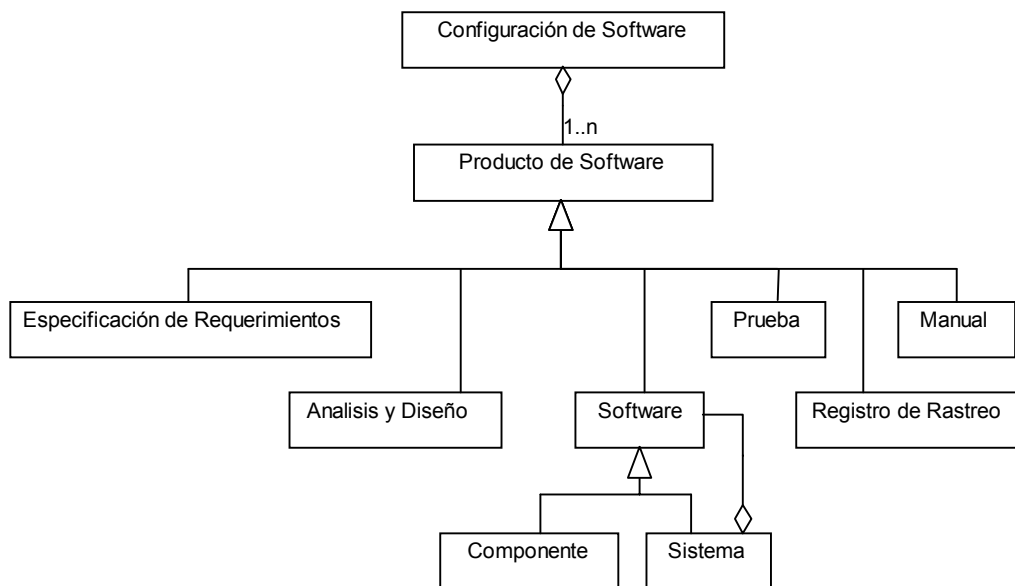 Configuración de Software
1..n
Producto de Software
Especificación de Requerimientos
Prueba
Manual
Analisis y Diseño
Software
Registro de Rastreo
Componente
Sistema